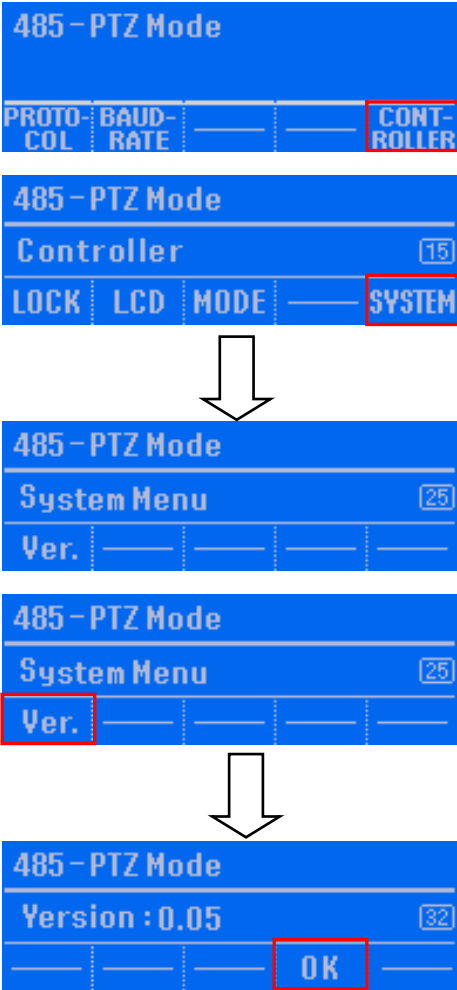 485-PTZ Mode
PROTO- BAUD- CONT-
COL RATE ROLLER
485-PTZ Mode
Controller 15
LOCK LCD MODE SYSTEM
485-PTZ Mode
System Menu 25
Ver.
485-PTZ Mode
System Menu 25
Ver.
485-PTZ Mode
Version : 0.05 32
OK